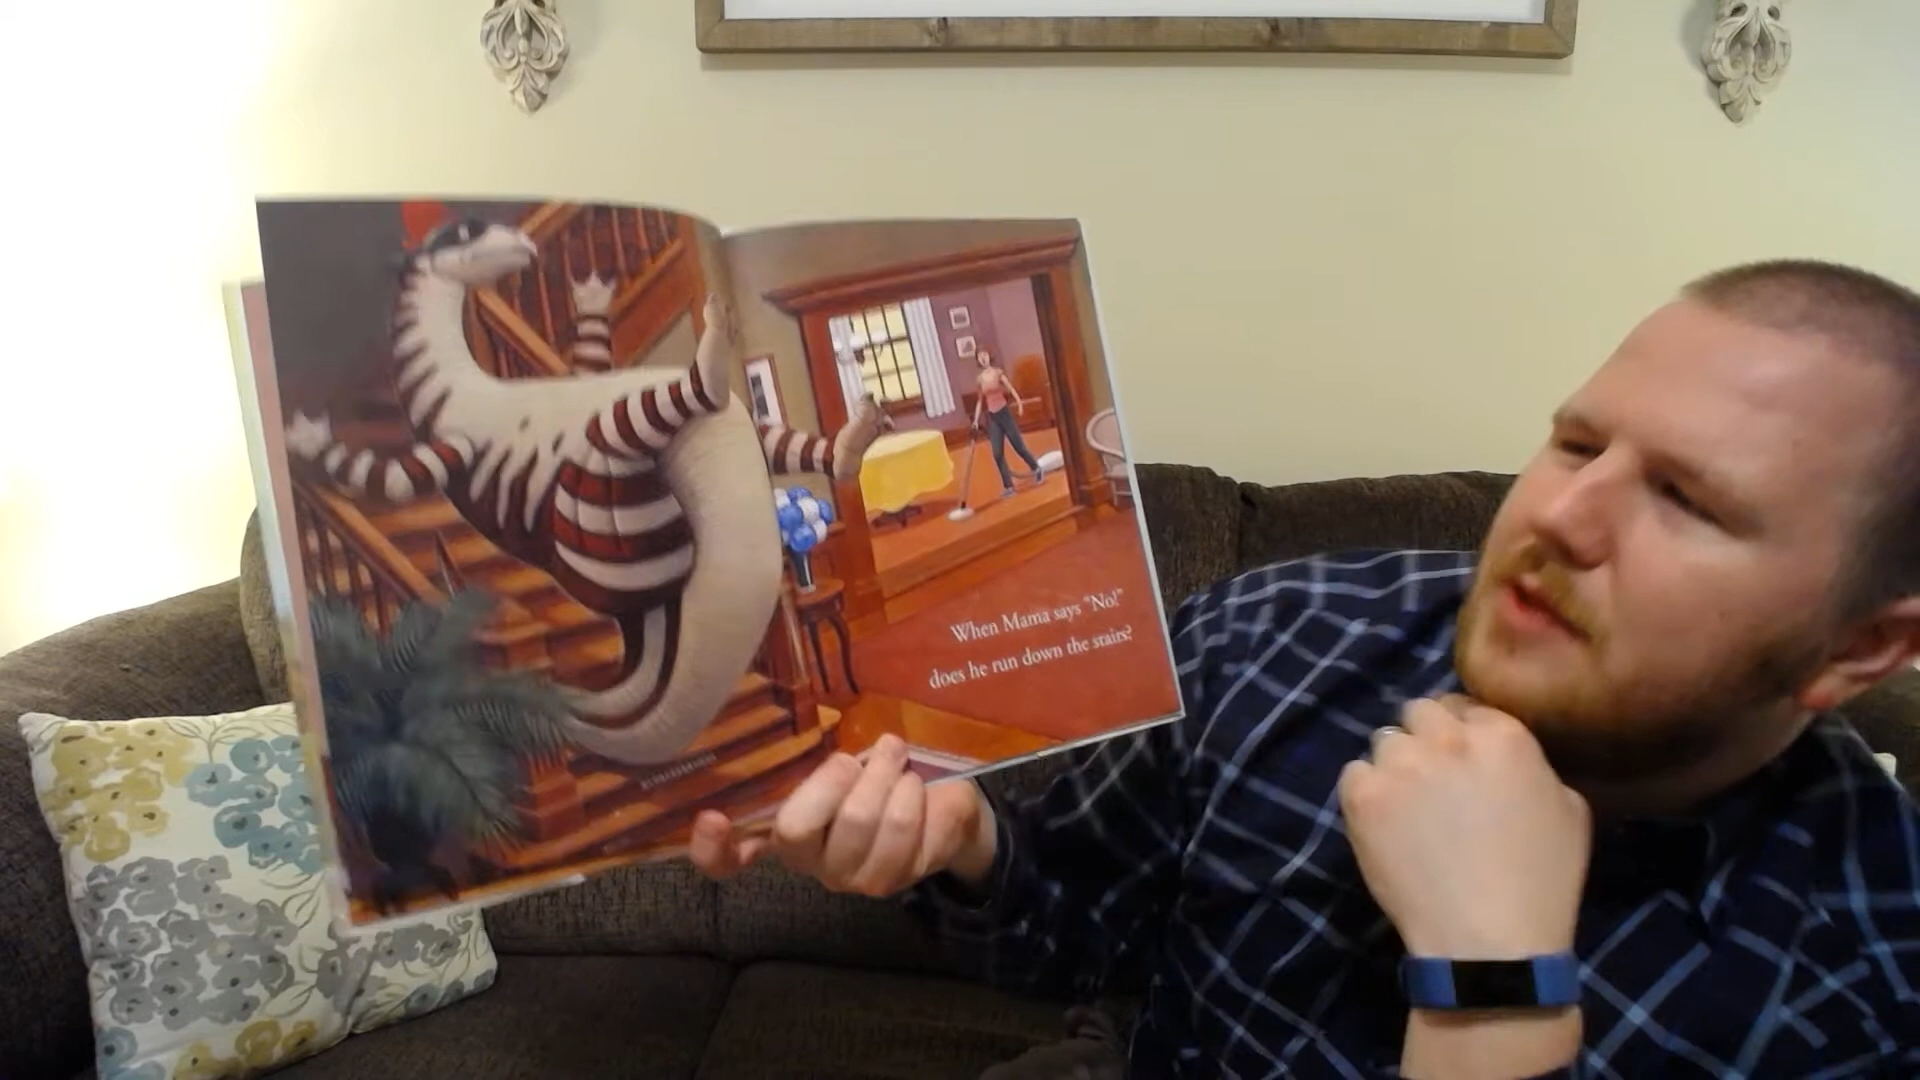 When Mama says "No!"
does he run down the stairs?